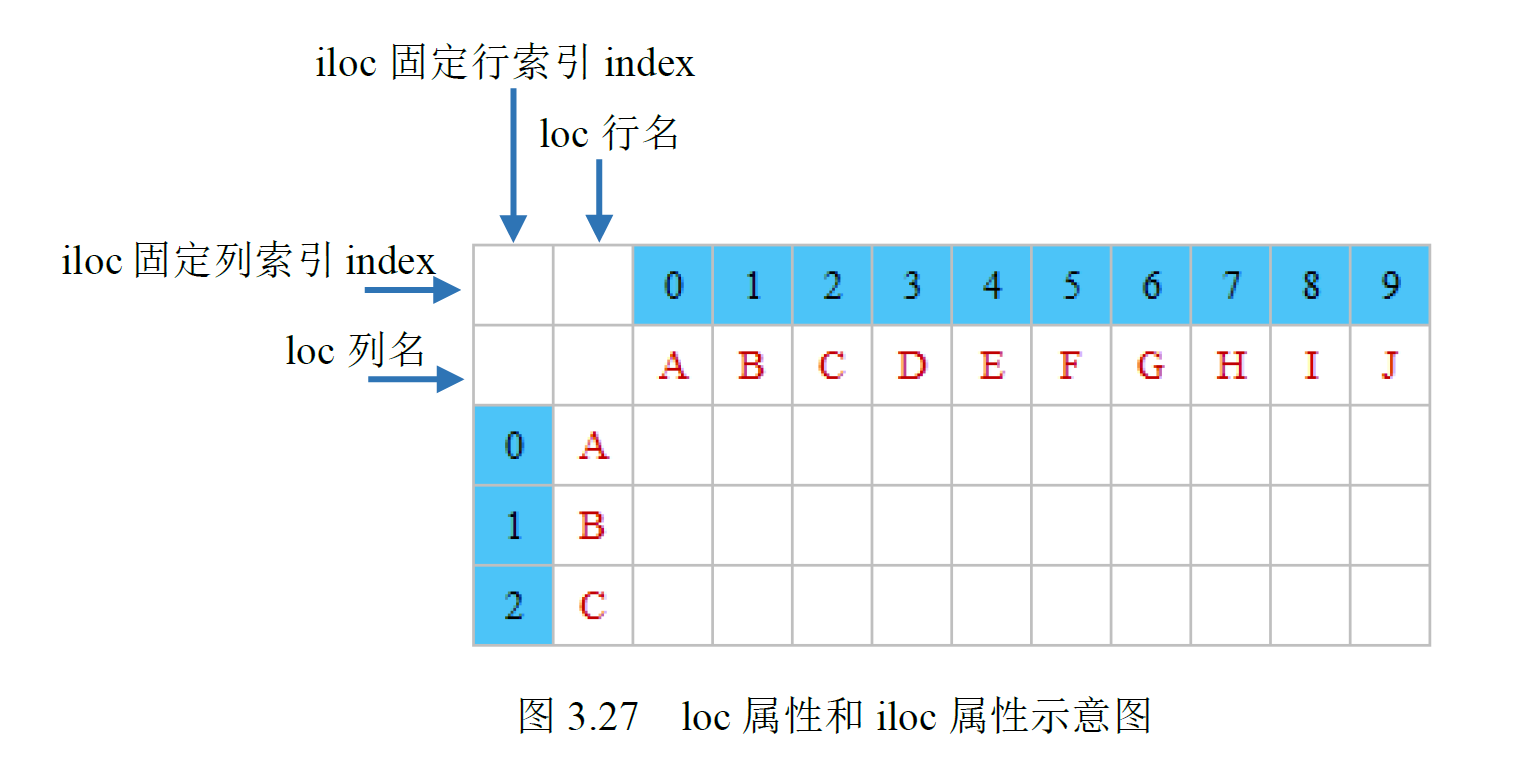 iloc 固定行索引 index
loc 行名
iloc 固定列索引 index
0 1 2 3 4 5 6 7 8 9
loc 列名
A B C D E F G H I J
0 A
1 B
2 C
图 3.27 loc 属性和 iloc 属性示意图